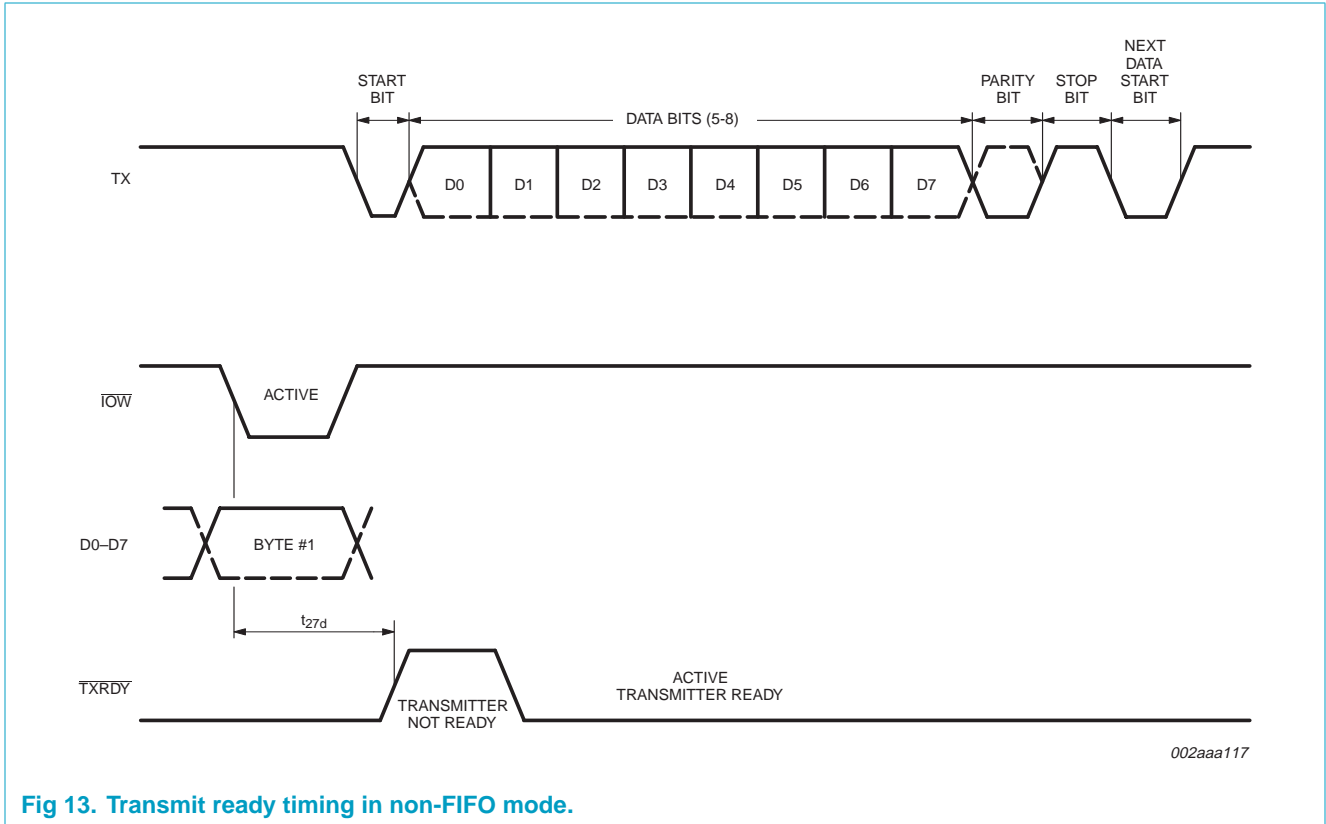 START
BIT
DATA BITS (5-8)
PARITY
BIT
STOP
BIT
NEXT
DATA
START
BIT
TX
D0
D1
D2
D3
D4
D5
D6
D7
IOW
ACTIVE
D0–D7
BYTE #1
t27d
TXRDY
TRANSMITTER
NOT READY
ACTIVE
TRANSMITTER READY
002aaa117
Fig 13. Transmit ready timing in non-FIFO mode.